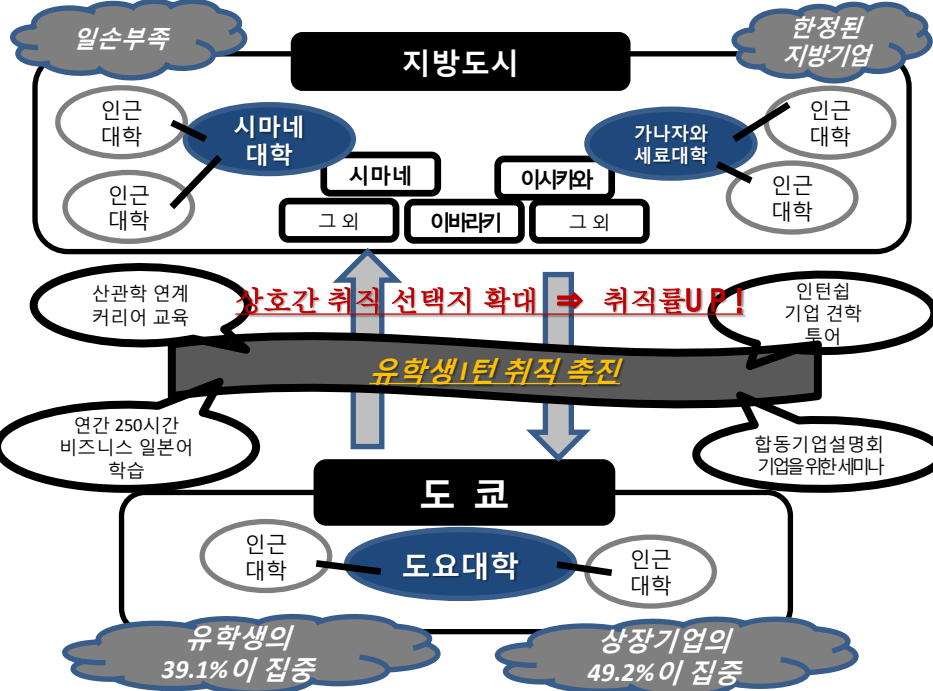 일손부족
한정된
지방기업
지방도시
인근
대학
시마네
대학
가나자와
세료대학
인근
대학
인근
대학
인근
대학
시마네
이시카와
그 외
이바라키
그 외
산관학 연계
커리어 교육
상호간 취직 선택지 확대 ⇒ 취직률UP!
인턴쉽
기업 견학
투어
유학생I턴 취직 촉진
연간 250시간
비즈니스 일본어
학습
합동기업설명회
기업을위한세미나
도 쿄
인근
대학
도요대학
인근
대학
유학생의
39.1%이 집중
상장기업의
49.2%이 집중